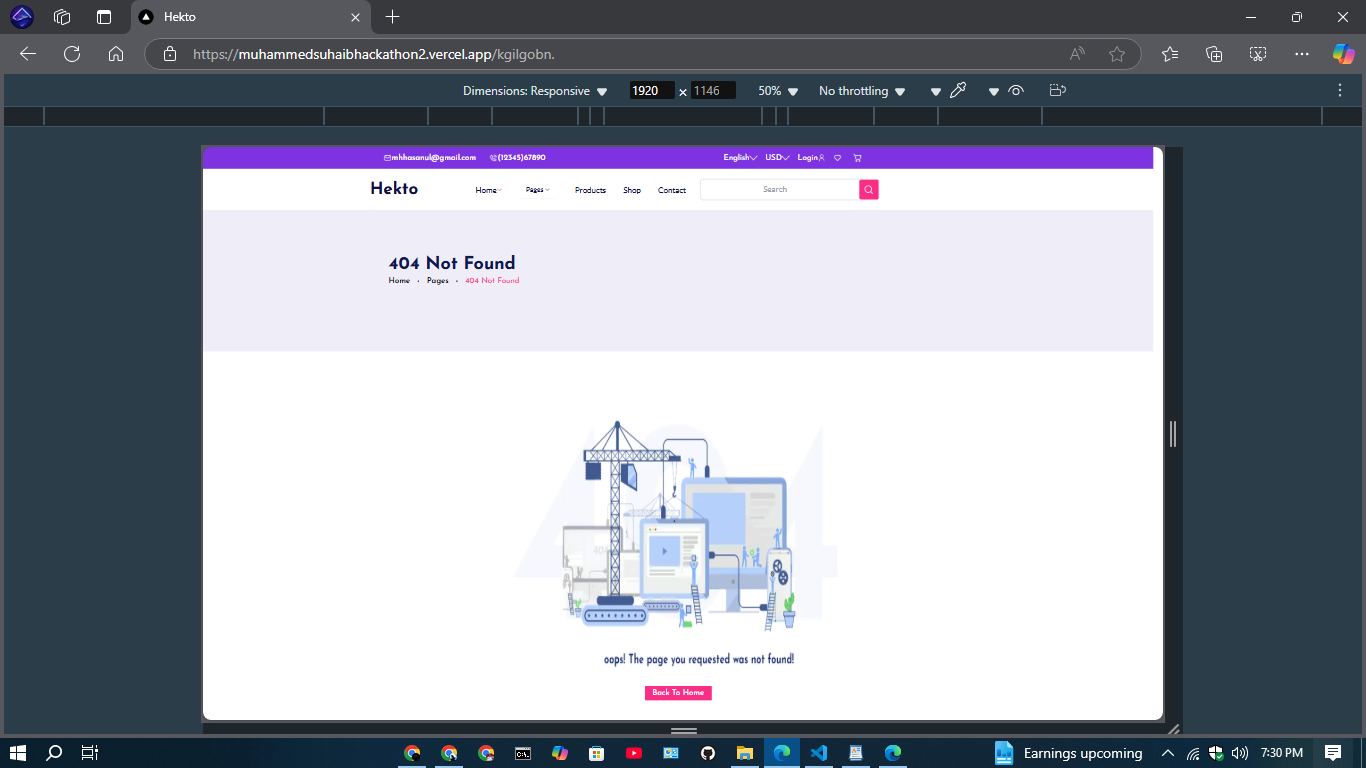 Hekto
https://muhammedsuhaibhackathon2.vercel.app/kgilgobn.
Dimensions: Responsive 1920 × 1146 50% No throttling
mhhasanul@gmail.com (12345)67890 English USD Login
Hekto Home Pages Products Shop Contact Search
404 Not Found
Home • Pages • 404 Not Found
404
oops! The page you requested was not found!
Back To Home
Earnings upcoming 7:30 PM